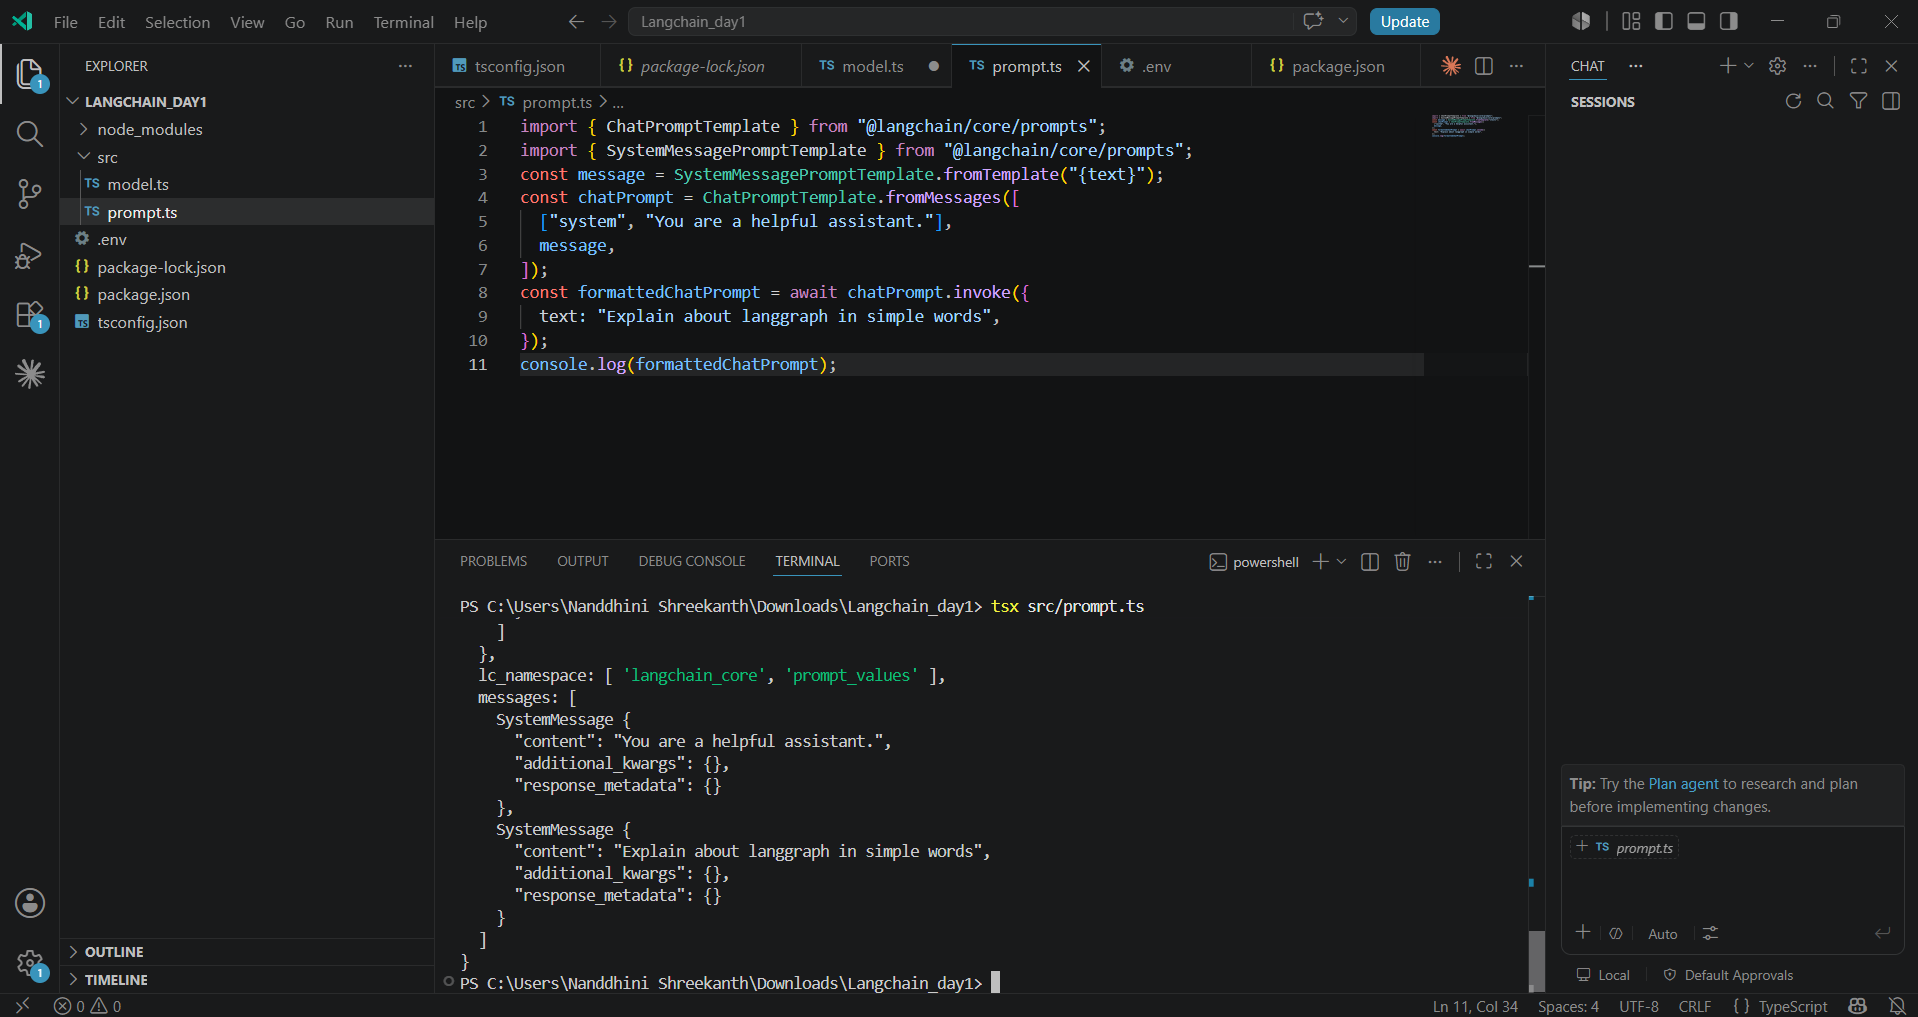 File Edit Selection View Go Run Terminal Help
Langchain_day1
Update
EXPLORER
LANGCHAIN_DAY1
node_modules
src
TS model.ts
TS prompt.ts
.env
{} package-lock.json
{} package.json
TS tsconfig.json
OUTLINE
TIMELINE
1
1
1
TS tsconfig.json
{} package-lock.json
TS model.ts
TS prompt.ts
.env
{} package.json
src > TS prompt.ts > ...
1 import { ChatPromptTemplate } from "@langchain/core/prompts";
2 import { SystemMessagePromptTemplate } from "@langchain/core/prompts";
3 const message = SystemMessagePromptTemplate.fromTemplate("{text}");
4 const chatPrompt = ChatPromptTemplate.fromMessages([
5 ["system", "You are a helpful assistant."],
6 message,
7 ]);
8 const formattedChatPrompt = await chatPrompt.invoke({
9 text: "Explain about langgraph in simple words",
10 });
11 console.log(formattedChatPrompt);
PROBLEMS OUTPUT DEBUG CONSOLE TERMINAL PORTS
powershell
PS C:\Users\Nanddhini Shreekanth\Downloads\Langchain_day1> tsx src/prompt.ts
]
},
lc_namespace: [ 'langchain_core', 'prompt_values' ],
messages: [
SystemMessage {
"content": "You are a helpful assistant.",
"additional_kwargs": {},
"response_metadata": {}
},
SystemMessage {
"content": "Explain about langgraph in simple words",
"additional_kwargs": {},
"response_metadata": {}
}
]
}
PS C:\Users\Nanddhini Shreekanth\Downloads\Langchain_day1>
CHAT
SESSIONS
Tip: Try the Plan agent to research and plan
before implementing changes.
TS prompt.ts
Auto
Local Default Approvals
0 0
Ln 11, Col 34 Spaces: 4 UTF-8 CRLF {} TypeScript